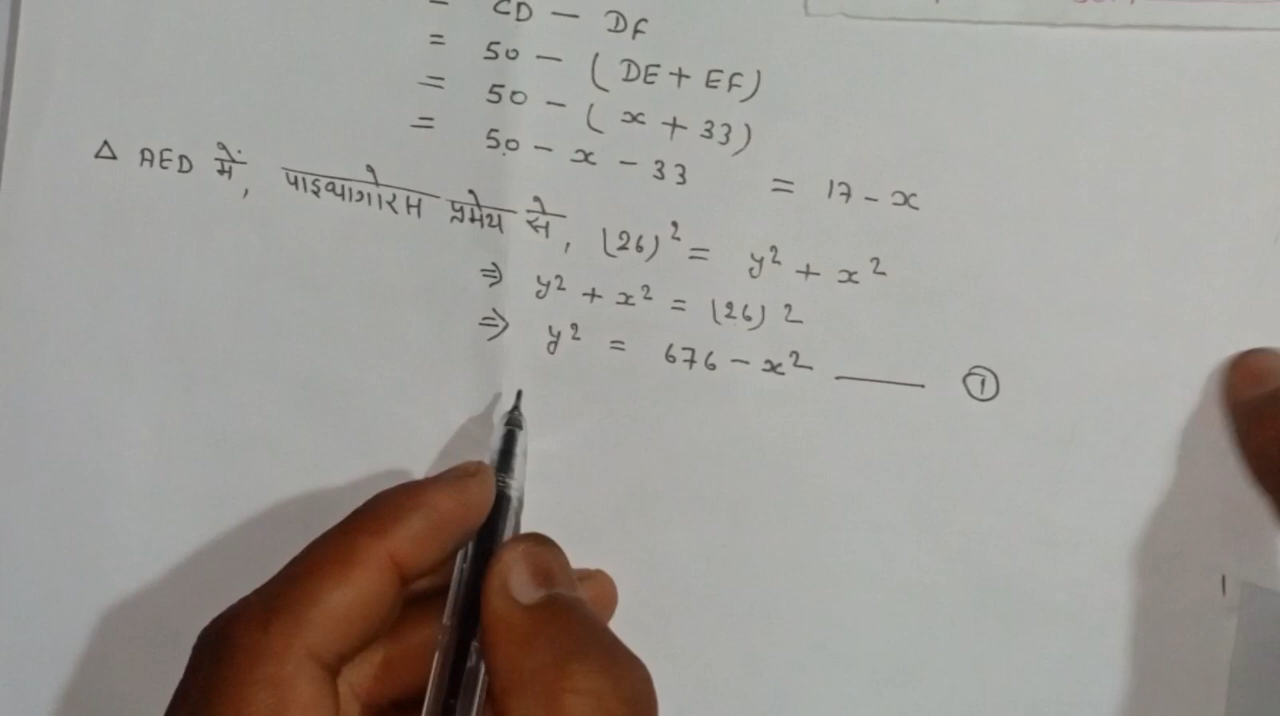 = CD - DF
= 50 - (DE + EF)
= 50 - (x + 33)
= 50 - x - 33 = 17 - x
Δ AED में, पाइथागोरस प्रमेय से, (26)² = y² + x²
⇒ y² + x² = (26)²
⇒ y² = 676 - x² —— ①